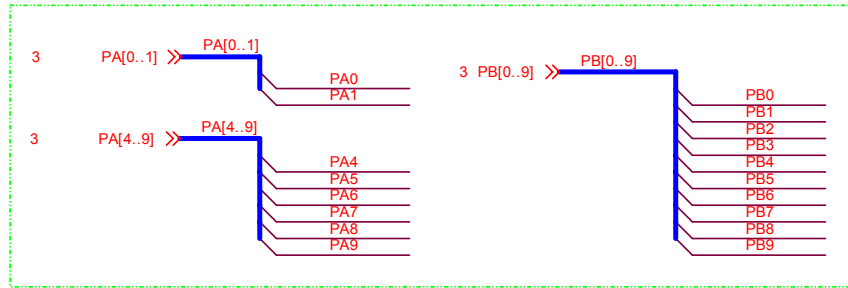 3 PA[0..1] PA[0..1]
PA0
PA1
3 PA[4..9] PA[4..9]
PA4
PA5
PA6
PA7
PA8
PA9
3 PB[0..9] PB[0..9]
PB0
PB1
PB2
PB3
PB4
PB5
PB6
PB7
PB8
PB9